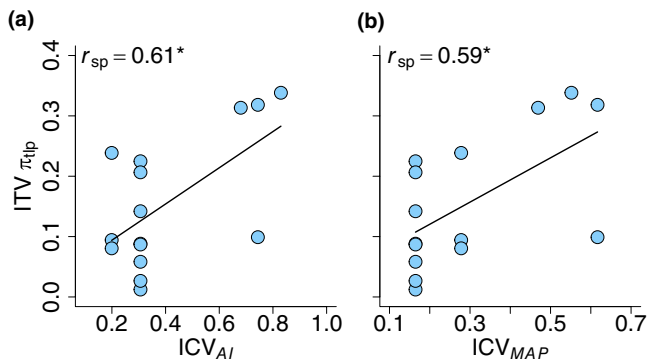 (a)
r_sp = 0.61*
ITV π_tlp
0.0 0.1 0.2 0.3 0.4
0.2 0.4 0.6 0.8 1.0
ICV_AI
(b)
r_sp = 0.59*
0.1 0.3 0.5 0.7
ICV_MAP